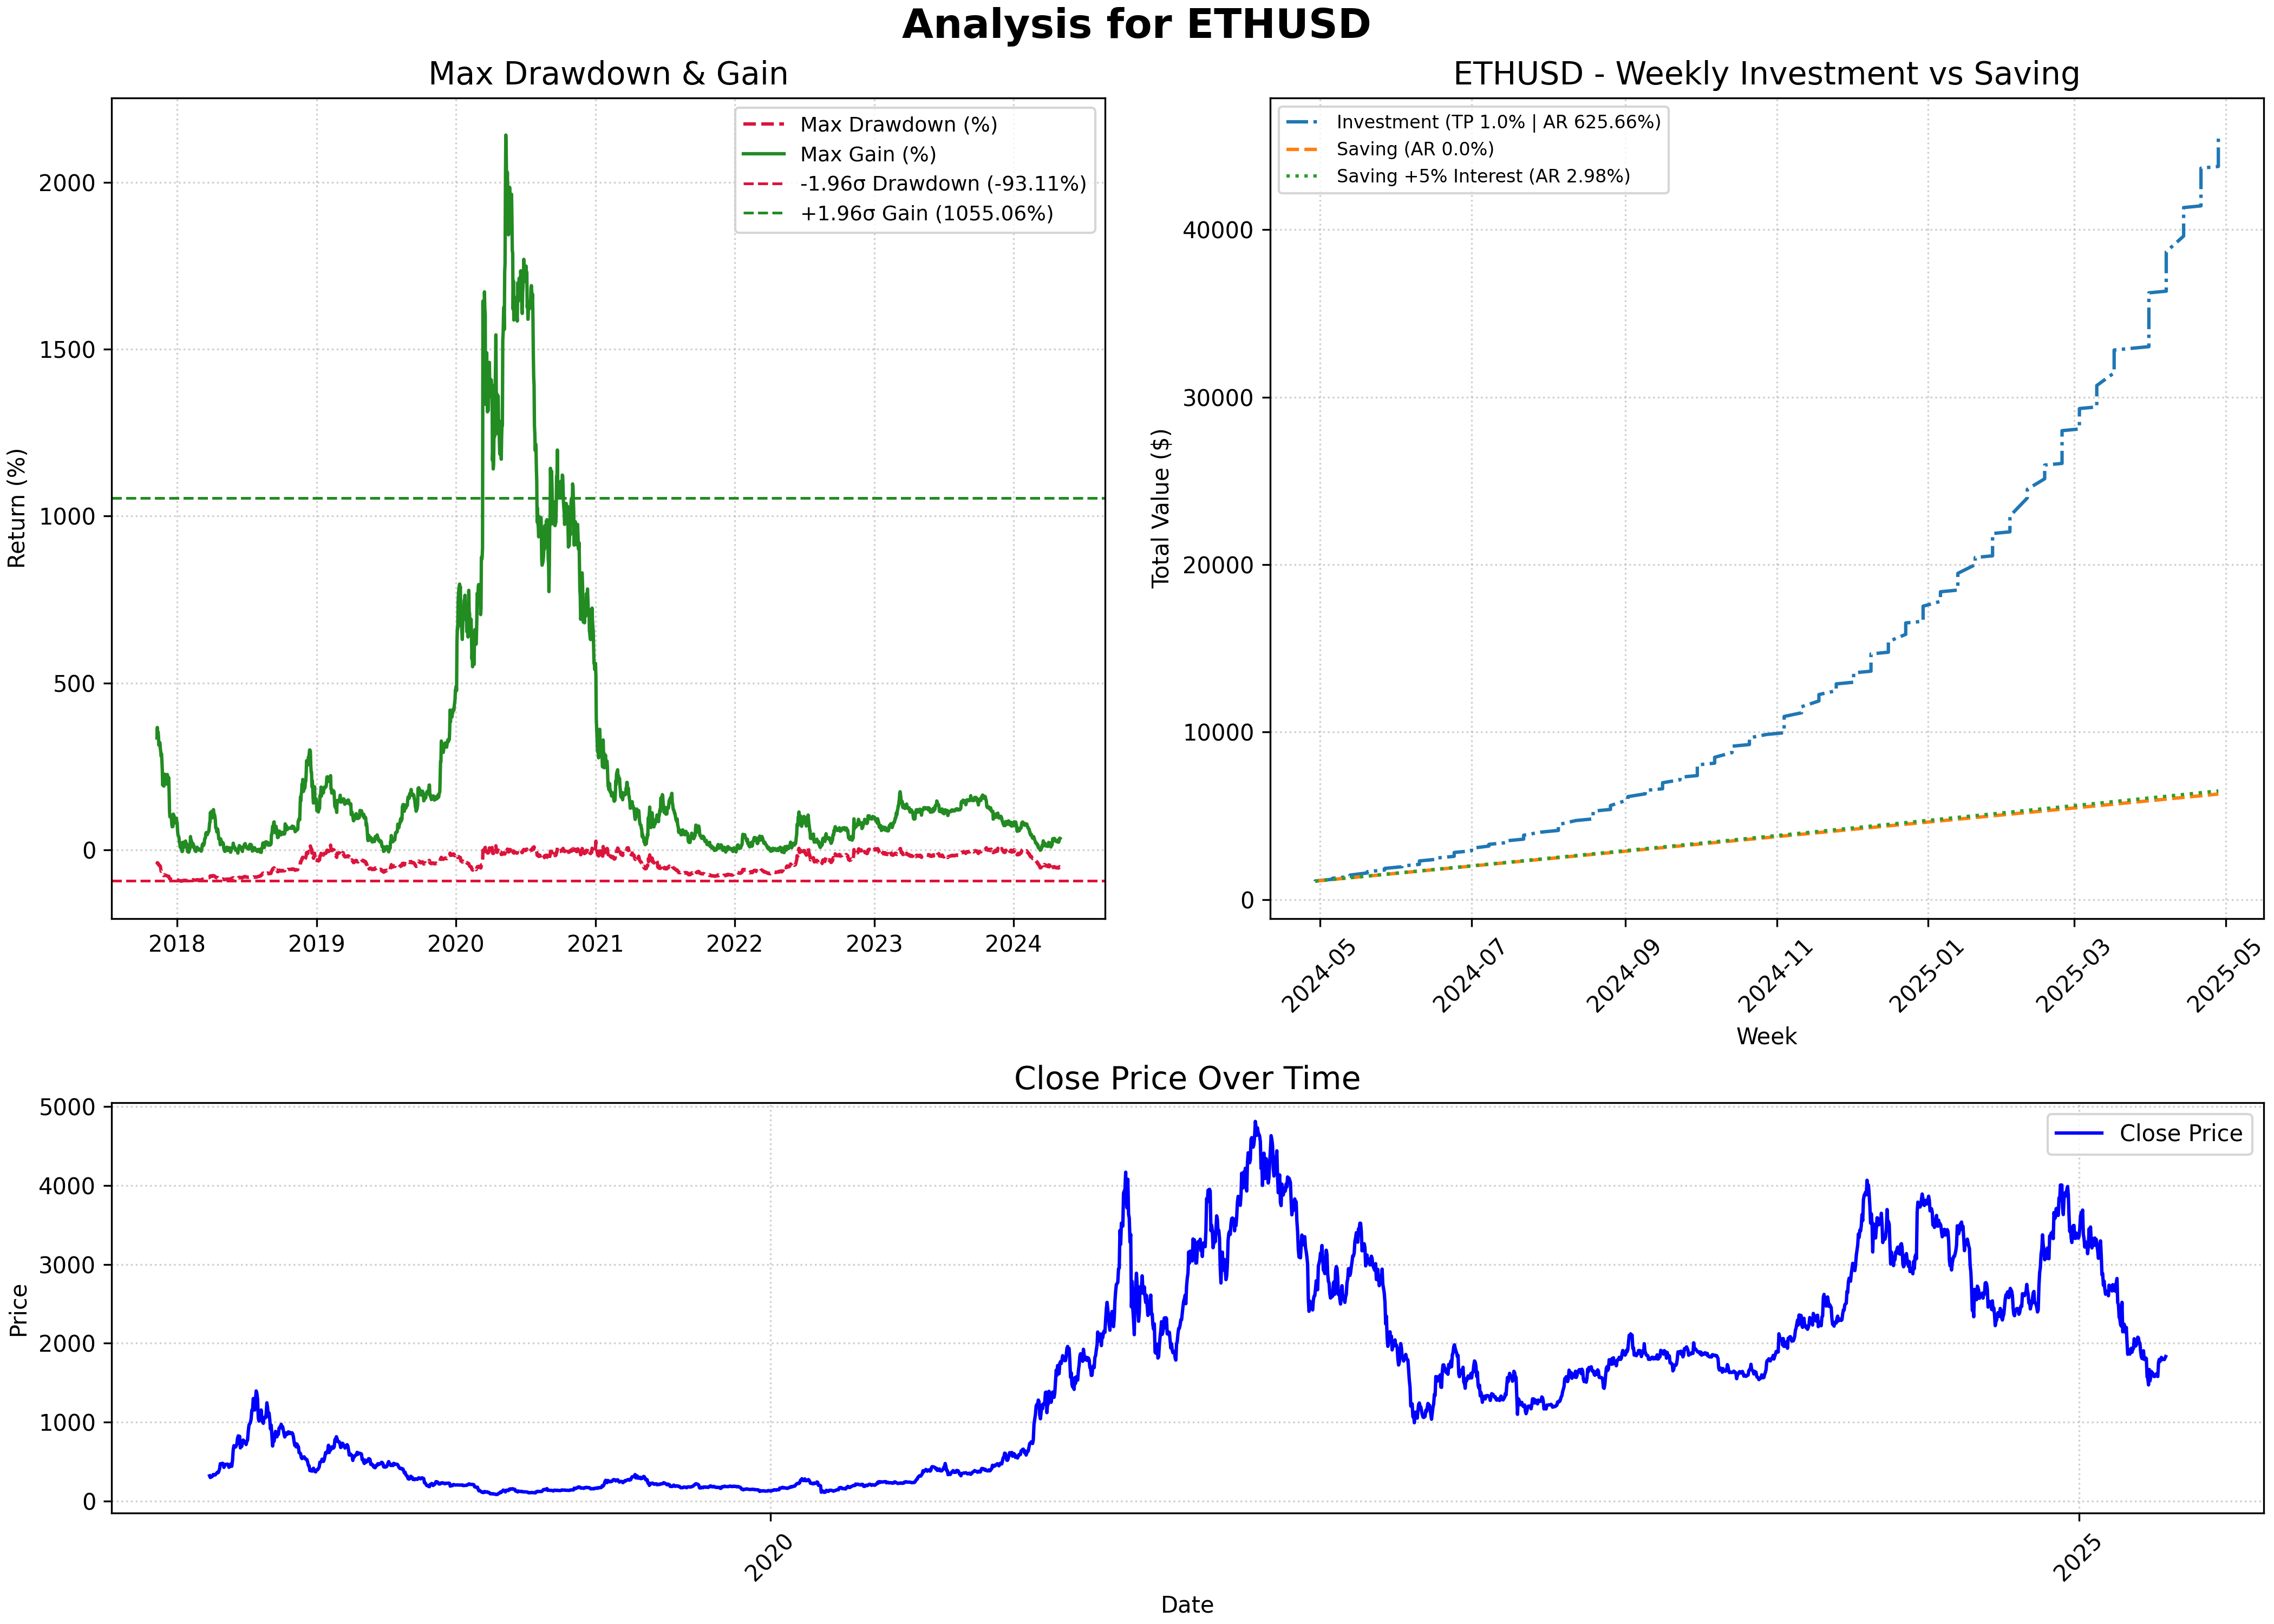 Analysis for ETHUSD
Max Drawdown & Gain
Return (%)
2000
1500
1000
500
0
Max Drawdown (%)
Max Gain (%)
-1.96σ Drawdown (-93.11%)
+1.96σ Gain (1055.06%)
2018 2019 2020 2021 2022 2023 2024
ETHUSD - Weekly Investment vs Saving
Total Value ($)
40000
30000
20000
10000
0
Investment (TP 1.0% | AR 625.66%)
Saving (AR 0.0%)
Saving +5% Interest (AR 2.98%)
2024-05 2024-07 2024-09 2024-11 2025-01 2025-03 2025-05
Week
Close Price Over Time
Price
5000
4000
3000
2000
1000
0
Close Price
2020 2025
Date